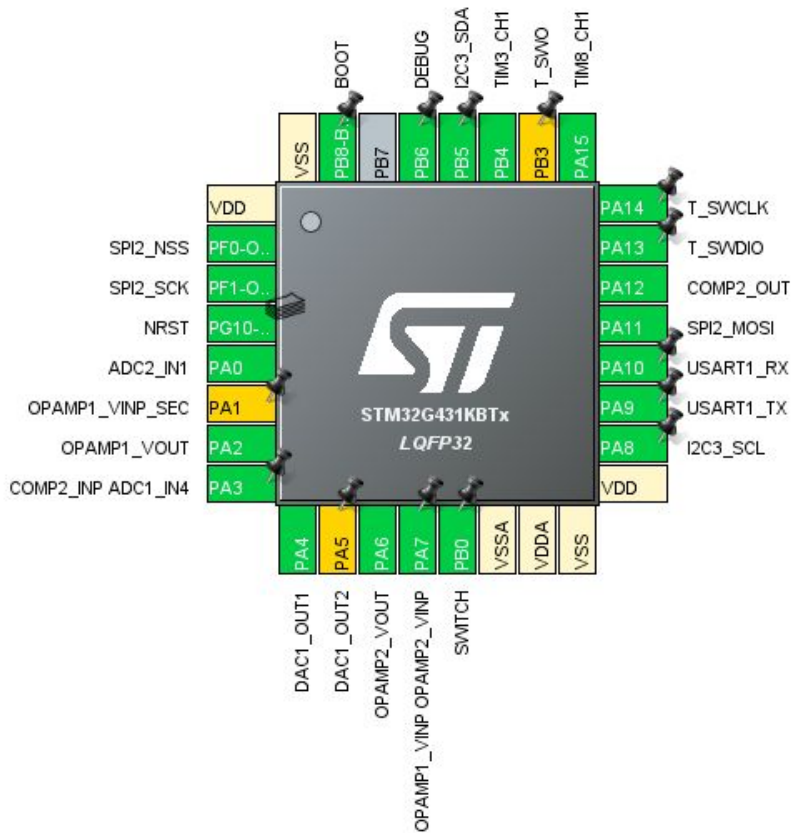 BOOT
DEBUG
I2C3_SDA
TIM3_CH1
T_SWO
TIM8_CH1
VSS
PB8-B..
PB7
PB6
PB5
PB4
PB3
PA15
VDD
SPI2_NSS PF0-O..
SPI2_SCK PF1-O..
NRST PG10-..
ADC2_IN1 PA0
OPAMP1_VINP_SEC PA1
OPAMP1_VOUT PA2
COMP2_INP ADC1_IN4 PA3
PA14 T_SWCLK
PA13 T_SWDIO
PA12 COMP2_OUT
PA11 SPI2_MOSI
PA10 USART1_RX
PA9 USART1_TX
PA8 I2C3_SCL
VDD
ST
STM32G431KBTx
LQFP32
PA4
PA5
PA6
PA7
PB0
VSSA
VDDA
VSS
DAC1_OUT1
DAC1_OUT2
OPAMP2_VOUT
OPAMP1_VINP OPAMP2_VINP
SWITCH